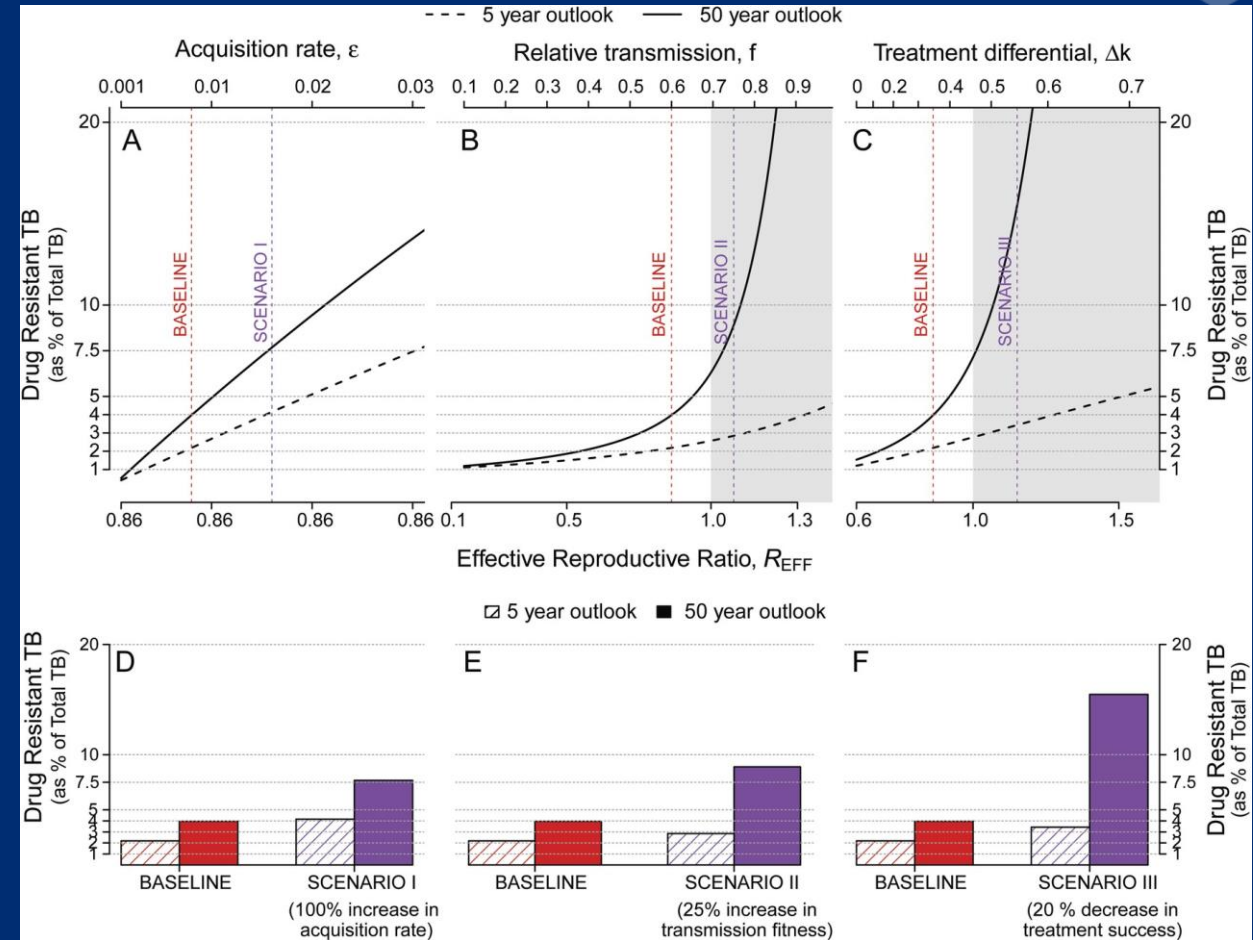 5 year outlook 50 year outlook
Acquisition rate, ε Relative transmission, f Treatment differential, Δk
0.001 0.01 0.02 0.03 0.1 0.2 0.3 0.4 0.5 0.6 0.7 0.8 0.9 0 0.2 0.4 0.5 0.6 0.7
A
B
C
20
10
7.5
5
4
3
2
1
20
10
7.5
5
4
3
2
1
Drug Resistant TB
(as % of Total TB)
Drug Resistant TB
(as % of Total TB)
BASELINE
SCENARIO I
BASELINE
SCENARIO II
BASELINE
SCENARIO III
0.86 0.86 0.86 0.86 0.1 0.5 1.0 1.3 0.6 1.0 1.5
Effective Reproductive Ratio, REFF
5 year outlook 50 year outlook
D
E
F
20
10
7.5
5
4
3
2
1
20
10
7.5
5
4
3
2
1
Drug Resistant TB
(as % of Total TB)
Drug Resistant TB
(as % of Total TB)
BASELINE SCENARIO I BASELINE SCENARIO II BASELINE SCENARIO III
(100% increase in
acquisition rate)
(25% increase in
transmission fitness)
(20 % decrease in
treatment success)